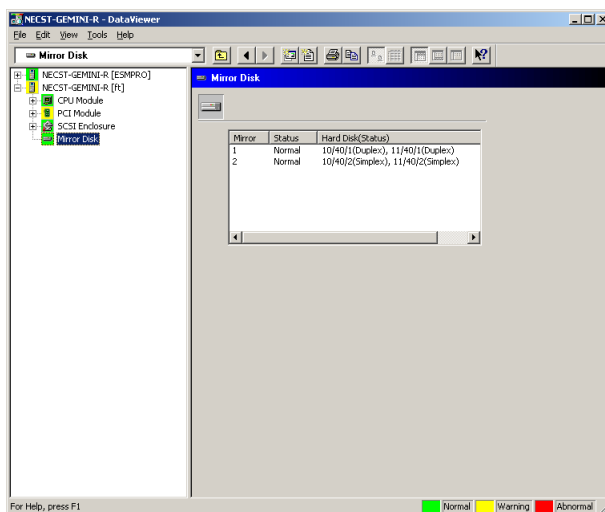 NECST-GEMINI-R - DataViewer
File Edit View Tools Help
Mirror Disk
NECST-GEMINI-R [ESMPRO]
NECST-GEMINI-R [ft]
CPU Module
PCI Module
SCSI Enclosure
Mirror Disk
Mirror Disk
Mirror Status Hard Disk(Status)
1 Normal 10/40/1(Duplex), 11/40/1(Duplex)
2 Normal 10/40/2(Simplex), 11/40/2(Simplex)
For Help, press F1 Normal Warning Abnormal